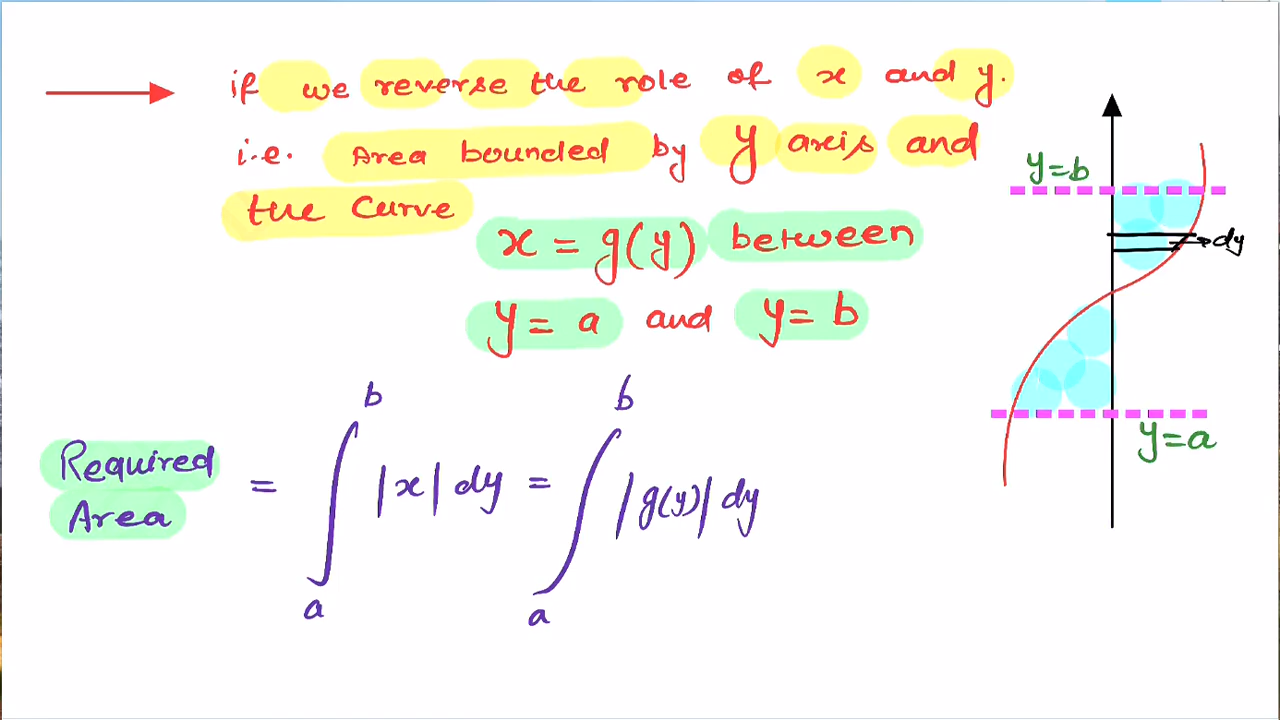 if we reverse the role of x and y.
i.e. Area bounded by y axis and
the curve
x = g(y) between
y = a and y = b
Required Area = ∫_a^b |x| dy = ∫_a^b |g(y)| dy
y=b
dy
y=a